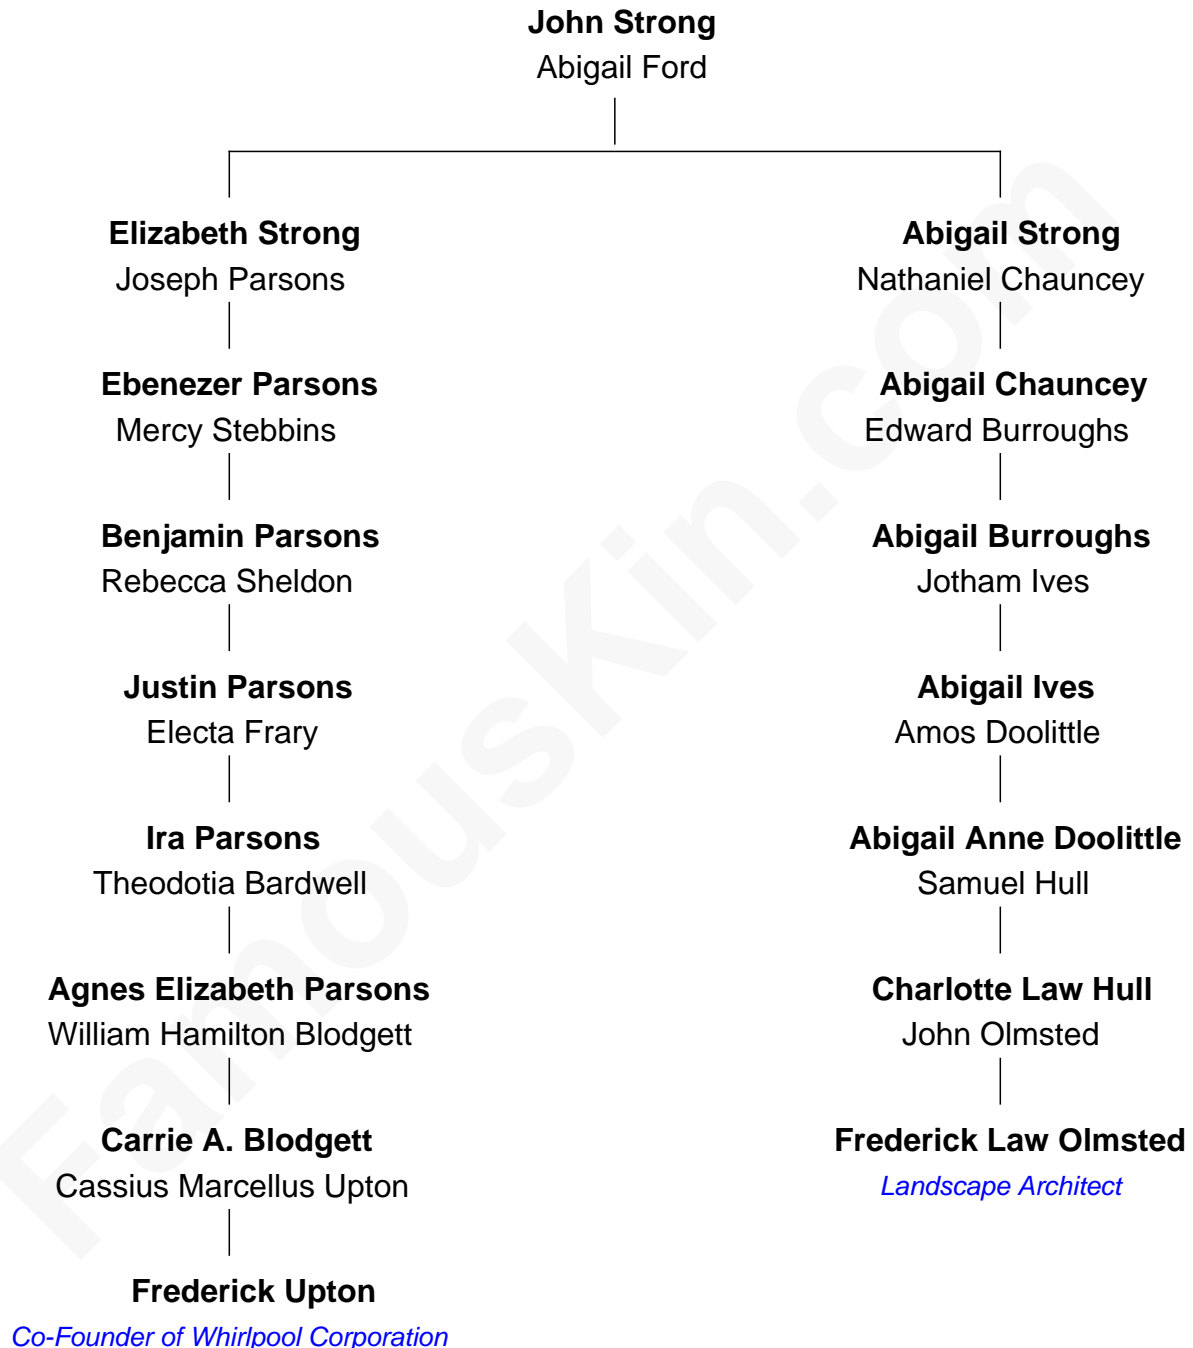 John Strong
Abigail Ford
Elizabeth Strong
Joseph Parsons
Ebenezer Parsons
Mercy Stebbins
Benjamin Parsons
Rebecca Sheldon
Justin Parsons
Electa Frary
Ira Parsons
Theodotia Bardwell
Agnes Elizabeth Parsons
William Hamilton Blodgett
Carrie A. Blodgett
Cassius Marcellus Upton
Frederick Upton
Co-Founder of Whirlpool Corporation
Abigail Strong
Nathaniel Chauncey
Abigail Chauncey
Edward Burroughs
Abigail Burroughs
Jotham Ives
Abigail Ives
Amos Doolittle
Abigail Anne Doolittle
Samuel Hull
Charlotte Law Hull
John Olmsted
Frederick Law Olmsted
Landscape Architect
FamousKin.com